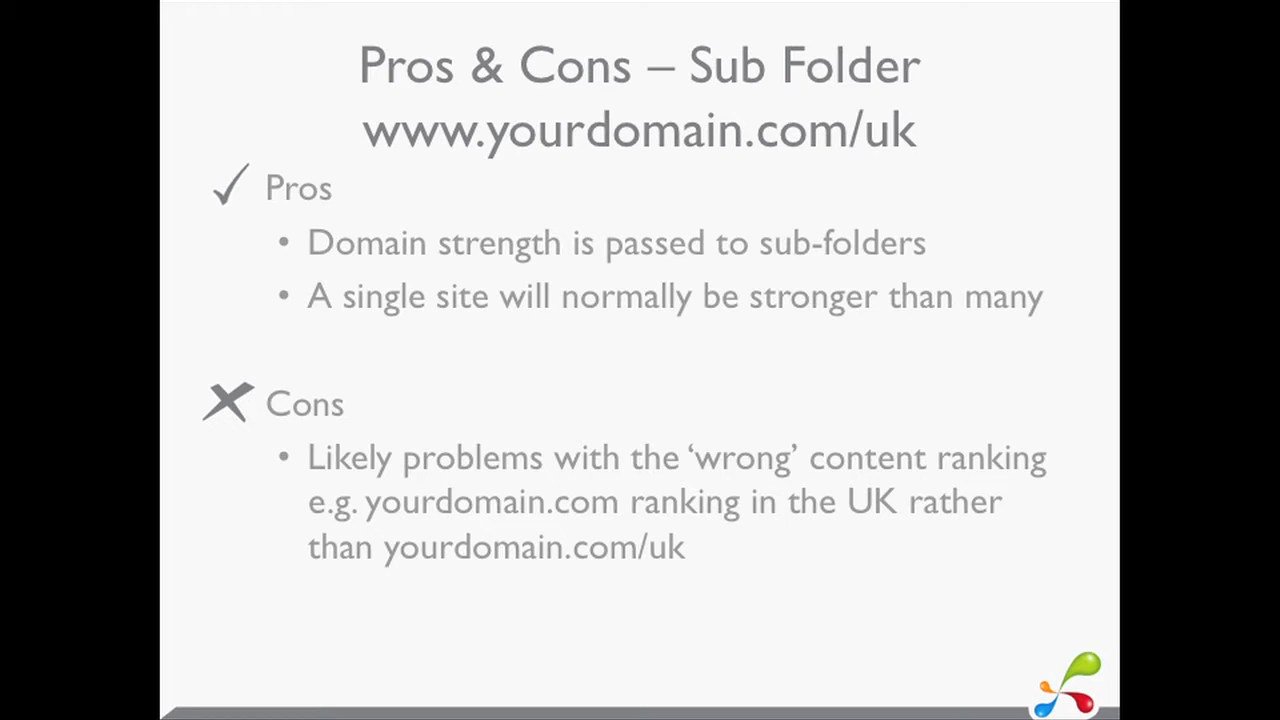 Pros & Cons – Sub Folder
www.yourdomain.com/uk
Pros
• Domain strength is passed to sub-folders
• A single site will normally be stronger than many
Cons
• Likely problems with the ‘wrong’ content ranking
e.g. yourdomain.com ranking in the UK rather
than yourdomain.com/uk